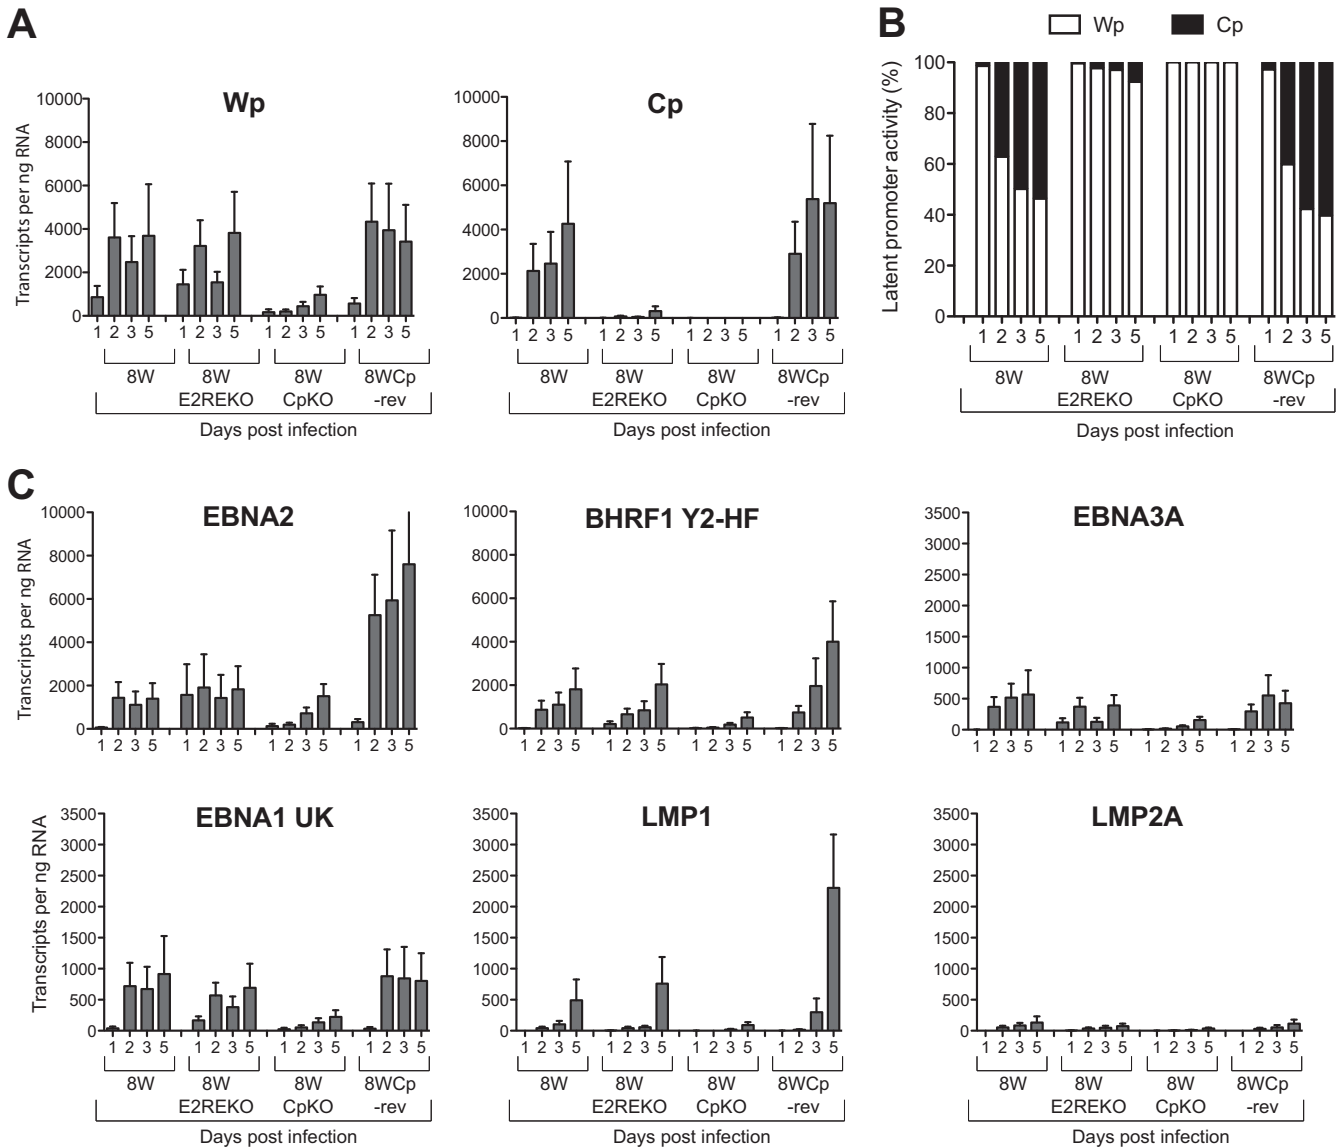 A
Wp
Transcripts per ng RNA
10000
8000
6000
4000
2000
0
1 2 3 5 1 2 3 5 1 2 3 5 1 2 3 5
8W 8W 8W 8WCp
E2REKO CpKO -rev
Days post infection
Cp
10000
8000
6000
4000
2000
0
1 2 3 5 1 2 3 5 1 2 3 5 1 2 3 5
8W 8W 8W 8WCp
E2REKO CpKO -rev
Days post infection
B
Wp Cp
Latent promoter activity (%)
100
80
60
40
20
0
1 2 3 5 1 2 3 5 1 2 3 5 1 2 3 5
8W 8W 8W 8WCp
E2REKO CpKO -rev
Days post infection
C
EBNA2
Transcripts per ng RNA
10000
8000
6000
4000
2000
0
1 2 3 5 1 2 3 5 1 2 3 5 1 2 3 5
BHRF1 Y2-HF
10000
8000
6000
4000
2000
0
1 2 3 5 1 2 3 5 1 2 3 5 1 2 3 5
EBNA3A
3500
3000
2500
2000
1500
1000
500
0
1 2 3 5 1 2 3 5 1 2 3 5 1 2 3 5
EBNA1 UK
Transcripts per ng RNA
3500
3000
2500
2000
1500
1000
500
0
1 2 3 5 1 2 3 5 1 2 3 5 1 2 3 5
8W 8W 8W 8WCp
E2REKO CpKO -rev
Days post infection
LMP1
3500
3000
2500
2000
1500
1000
500
0
1 2 3 5 1 2 3 5 1 2 3 5 1 2 3 5
8W 8W 8W 8WCp
E2REKO CpKO -rev
Days post infection
LMP2A
3500
3000
2500
2000
1500
1000
500
0
1 2 3 5 1 2 3 5 1 2 3 5 1 2 3 5
8W 8W 8W 8WCp
E2REKO CpKO -rev
Days post infection